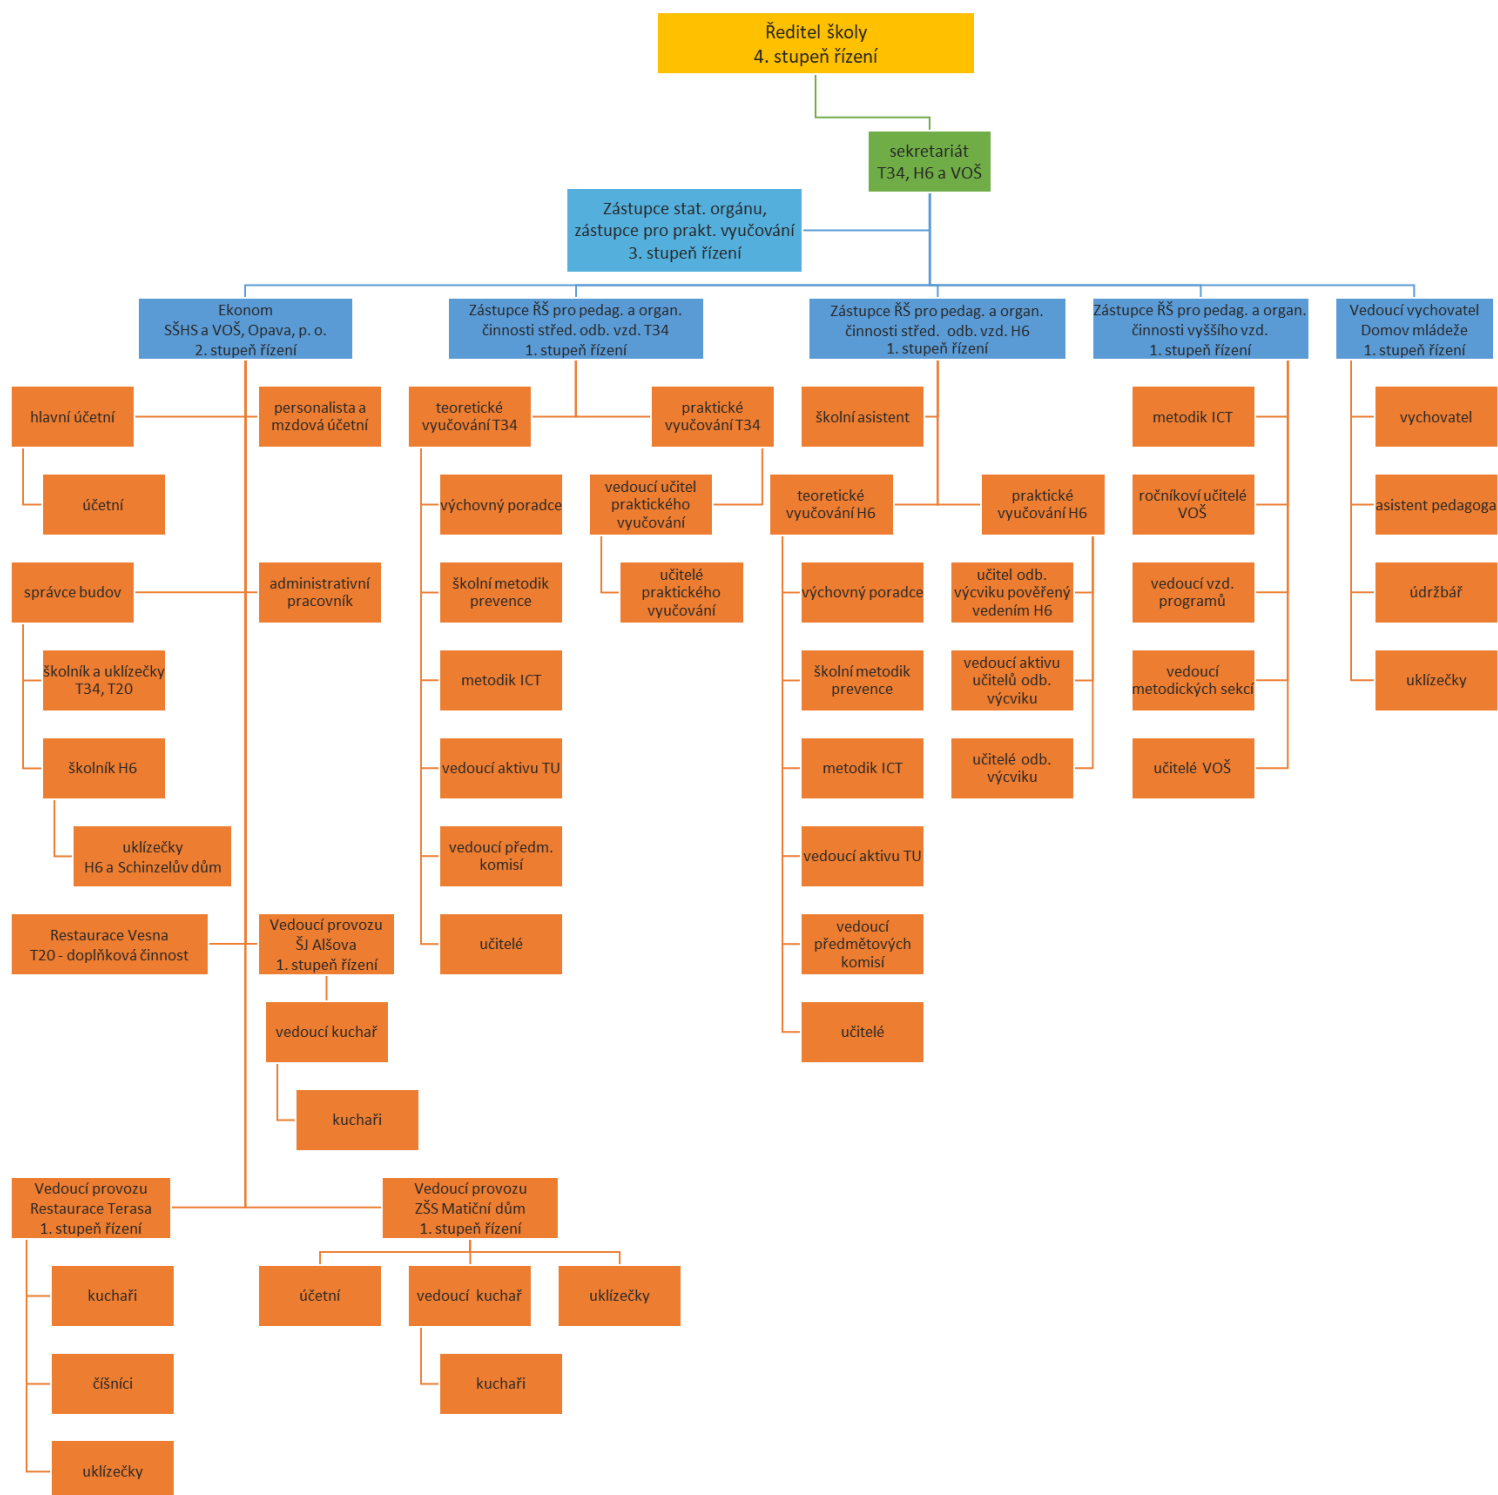 Ředitel školy
4. stupeň řízení
sekretariát
T34, H6 a VOŠ
Zástupce stat. orgánu,
zástupce pro prakt. vyučování
3. stupeň řízení
Ekonom
SŠHS a VOŠ, Opava, p. o.
2. stupeň řízení
Zástupce ŘŠ pro pedag. a organ.
činnosti střed. odb. vzd. T34
1. stupeň řízení
Zástupce ŘŠ pro pedag. a organ.
činnosti střed. odb. vzd. H6
1. stupeň řízení
Zástupce ŘŠ pro pedag. a organ.
činnosti vyššího vzd.
1. stupeň řízení
Vedoucí vychovatel
Domov mládeže
1. stupeň řízení
hlavní účetní
personalista a
mzdová účetní
účetní
správce budov
administrativní
pracovník
školník a uklízečky
T34, T20
školník H6
uklízečky
H6 a Schinzelův dům
Restaurace Vesna
T20 - doplňková činnost
Vedoucí provozu
ŠJ Alšova
1. stupeň řízení
vedoucí kuchař
kuchaři
Vedoucí provozu
Restaurace Terasa
1. stupeň řízení
kuchaři
číšníci
uklízečky
Vedoucí provozu
ZŠS Matiční dům
1. stupeň řízení
účetní
vedoucí kuchař
uklízečky
kuchaři
teoretické
vyučování T34
praktické
vyučování T34
výchovný poradce
školní metodik
prevence
metodik ICT
vedoucí aktivu TU
vedoucí předm.
komisí
učitelé
vedoucí učitel
praktického
vyučování
učitelé
praktického
vyučování
školní asistent
teoretické
vyučování H6
praktické
vyučování H6
výchovný poradce
školní metodik
prevence
metodik ICT
vedoucí aktivu TU
vedoucí
předmětových
komisí
učitelé
učitel odb.
výcviku pověřený
vedením H6
vedoucí aktivu
učitelů odb.
výcviku
učitelé odb.
výcviku
metodik ICT
ročníkoví učitelé
VOŠ
vedoucí vzd.
programů
vedoucí
metodických sekcí
učitelé VOŠ
vychovatel
asistent pedagoga
údržbář
uklízečky